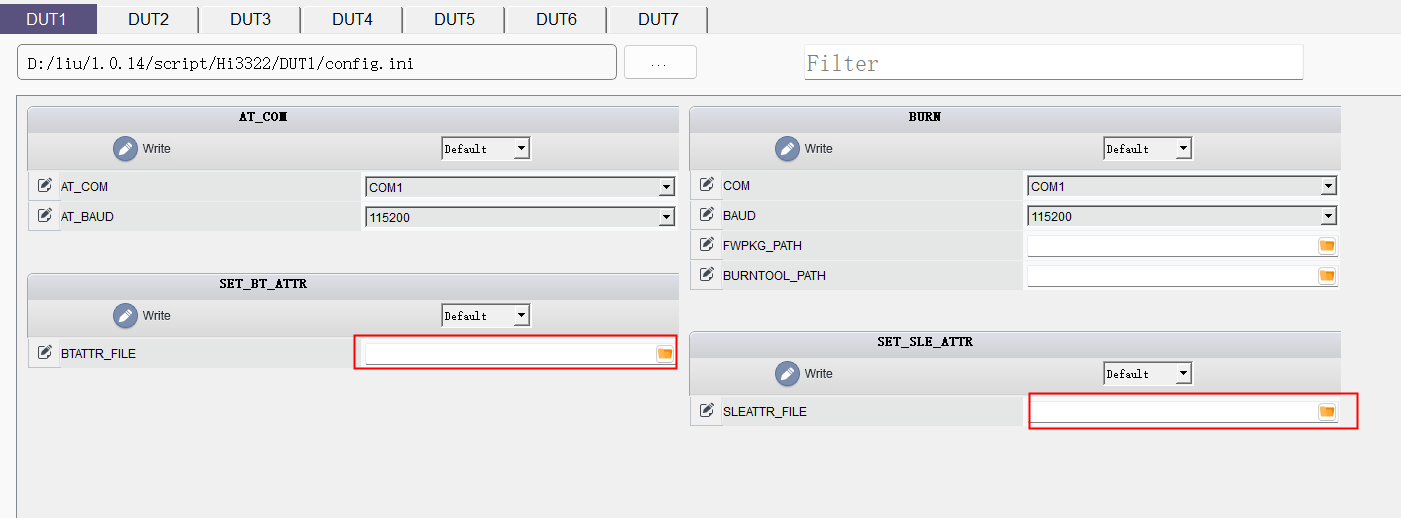 DUT1 DUT2 DUT3 DUT4 DUT5 DUT6 DUT7
D:/liu/1.0.14/script/Hi3322/DUT1/config.ini ... Filter
AT_COM
Write Default
AT_COM COM1
AT_BAUD 115200
SET_BT_ATTR
Write Default
BTATTR_FILE
BURN
Write Default
COM COM1
BAUD 115200
FWPKG_PATH
BURNTOOL_PATH
SET_SLE_ATTR
Write Default
SLEATTR_FILE